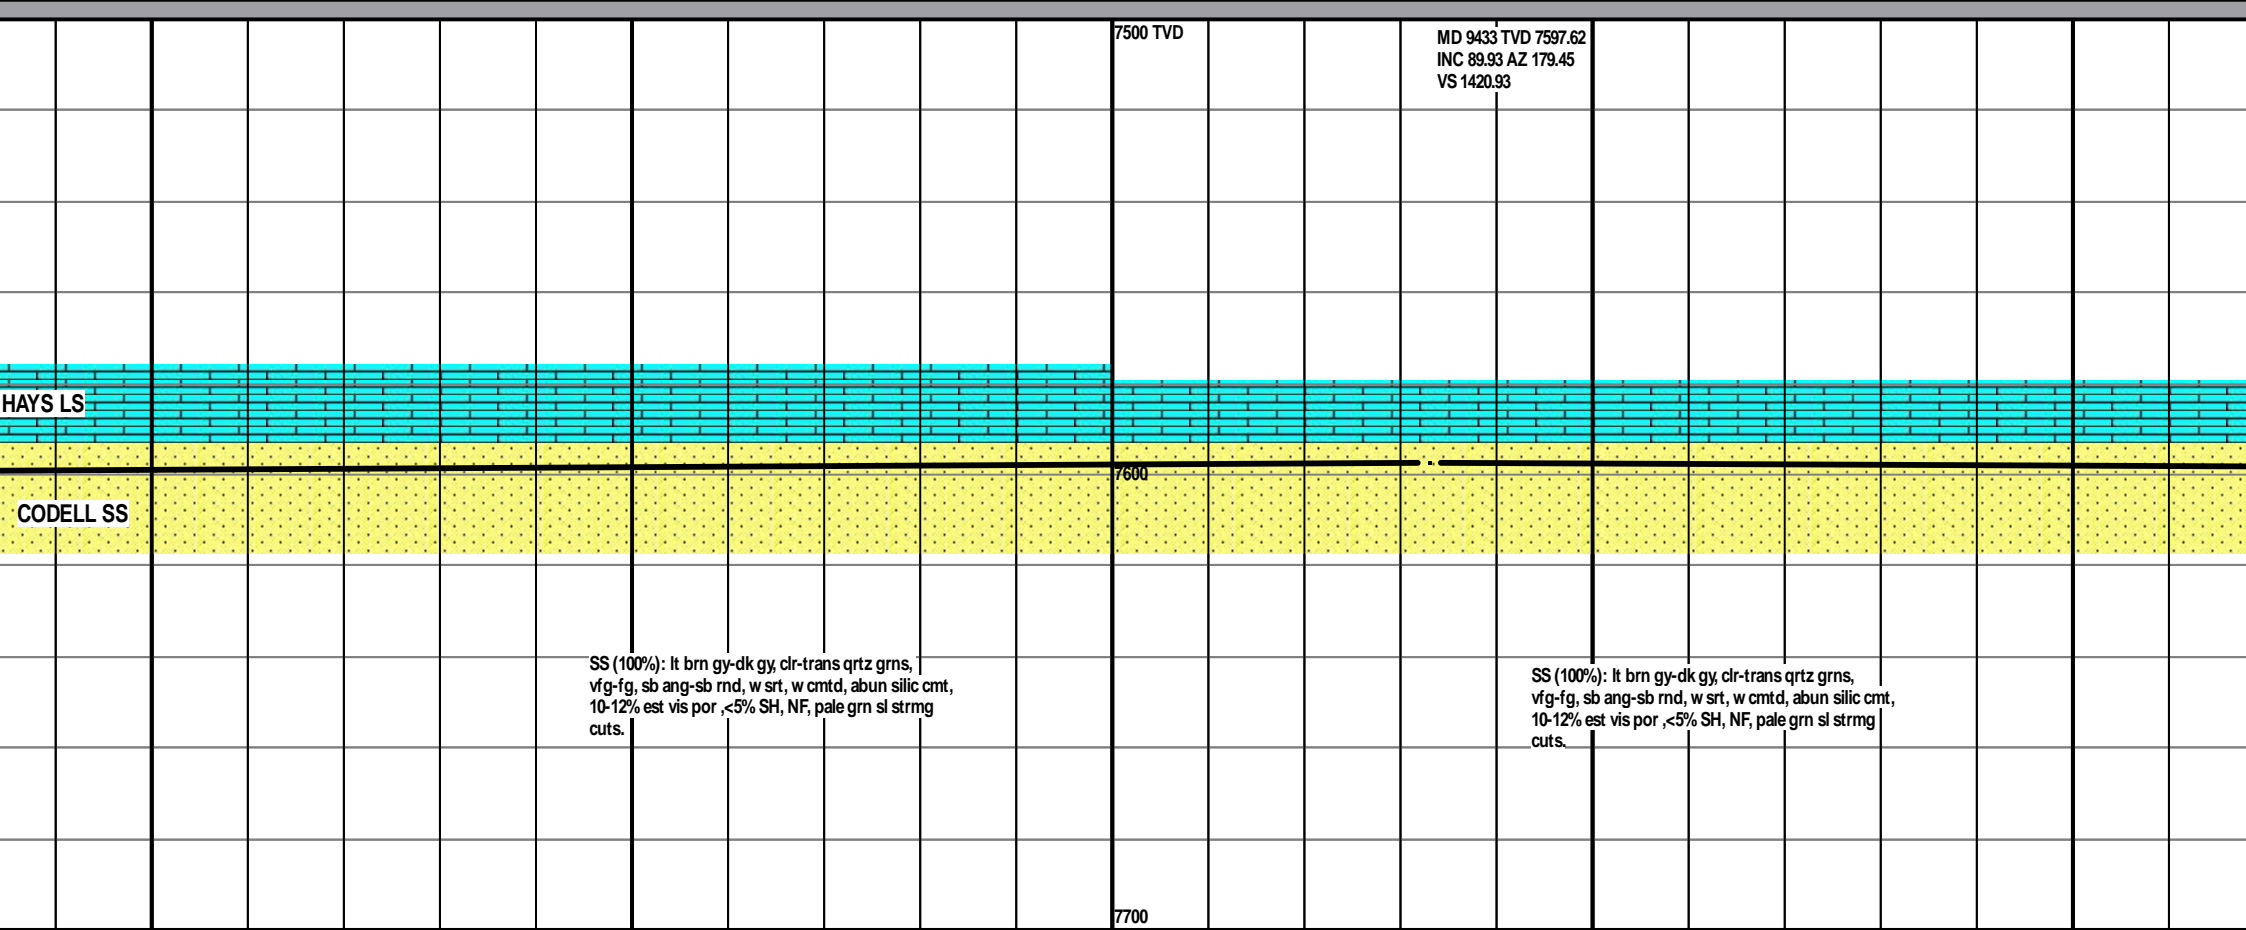 7500 TVD
MD 9433 TVD 7597.62
INC 89.93 AZ 179.45
VS 1420.93
HAYS LS
7600
CODELL SS
SS (100%): lt brn gy-dk gy, clr-trans qrtz grns,
vfg-fg, sb ang-sb rnd, w srt, w cmtd, abun silic cmt,
10-12% est vis por ,<5% SH, NF, pale grn sl strmg
cuts.
SS (100%): lt brn gy-dk gy, clr-trans qrtz grns,
vfg-fg, sb ang-sb rnd, w srt, w cmtd, abun silic cmt,
10-12% est vis por ,<5% SH, NF, pale grn sl strmg
cuts.
7700